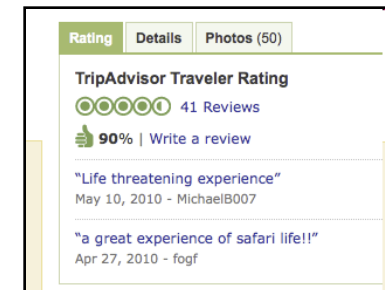 Rating Details Photos (50)
TripAdvisor Traveler Rating
41 Reviews
90% | Write a review
"Life threatening experience"
May 10, 2010 - MichaelB007
"a great experience of safari life!!"
Apr 27, 2010 - fogf